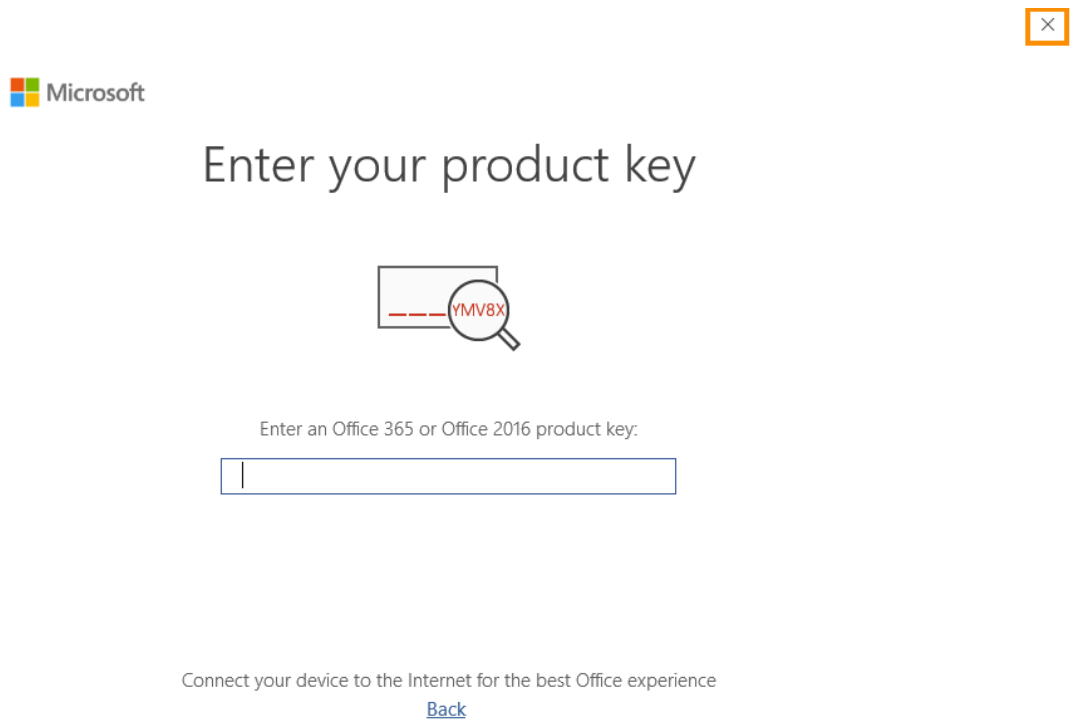 Microsoft
Enter your product key
YMV8X
Enter an Office 365 or Office 2016 product key:
Connect your device to the Internet for the best Office experience
Back